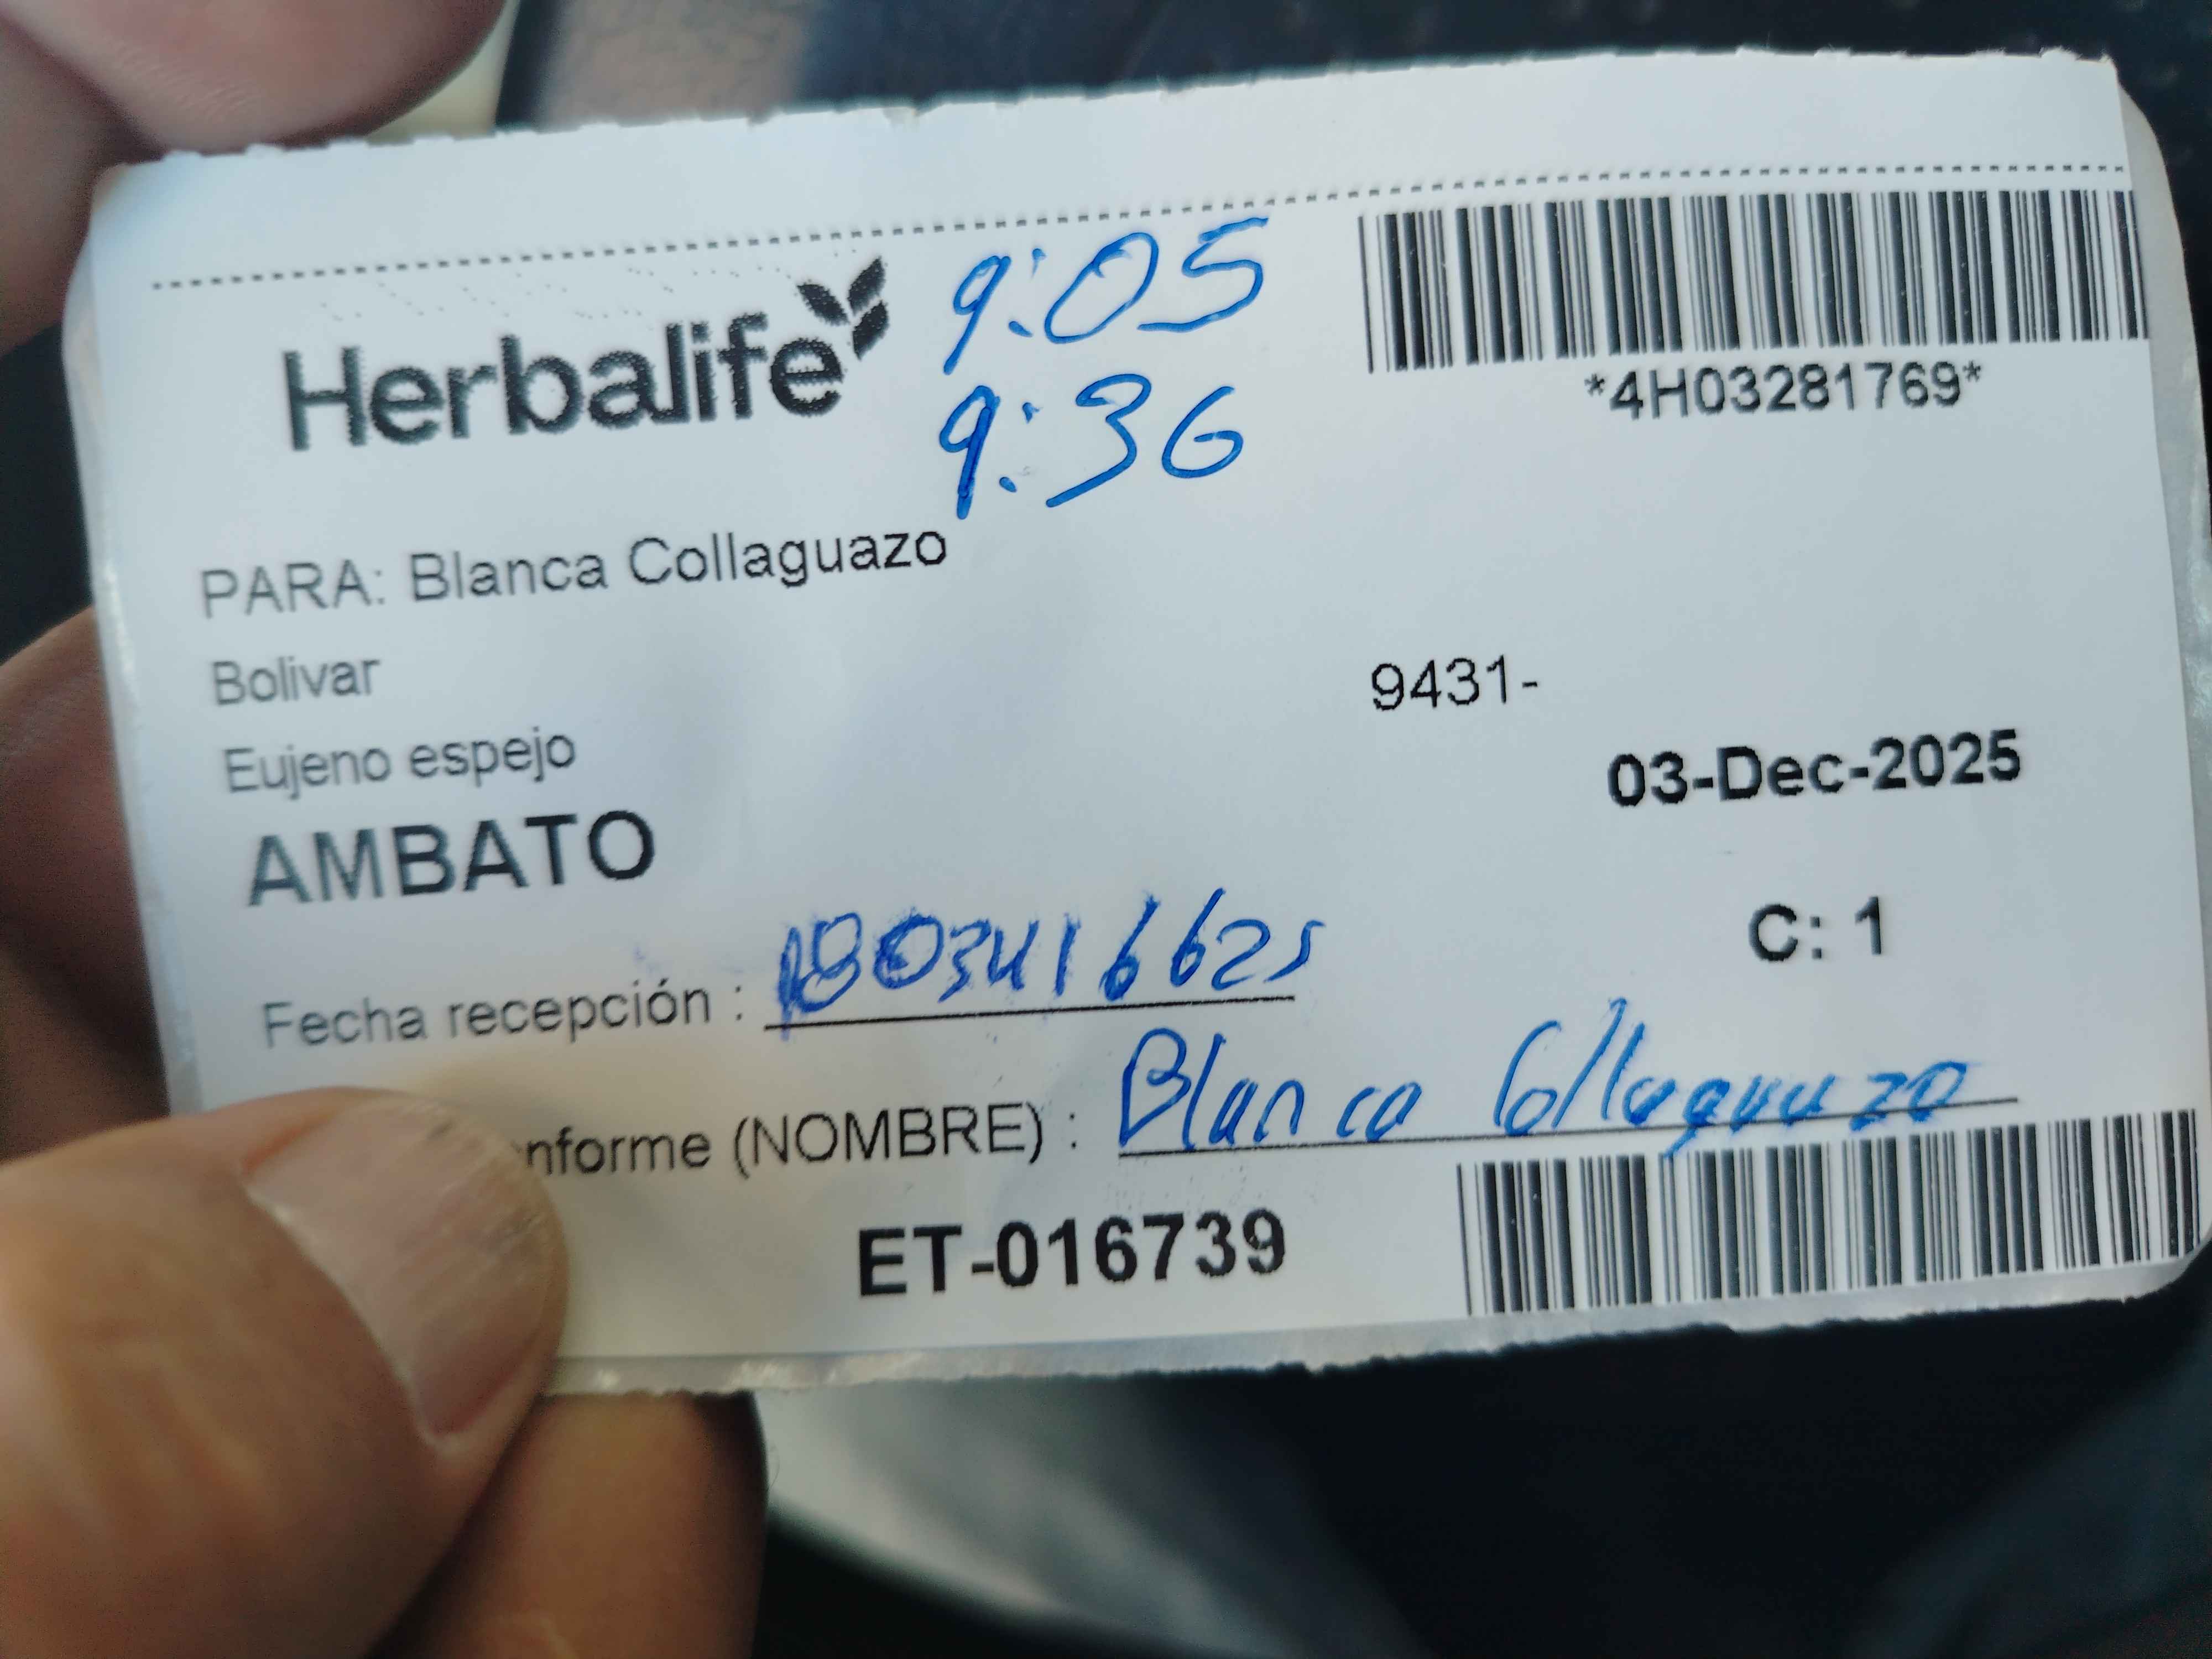 Herbalife
9:05
9:36
*4H03281769*
PARA: Blanca Collaguazo
Bolivar
9431-
Eujeno espejo
03-Dec-2025
AMBATO
C: 1
Fecha recepción : 1803416625
nforme (NOMBRE) : Blanca Collaguazo
ET-016739